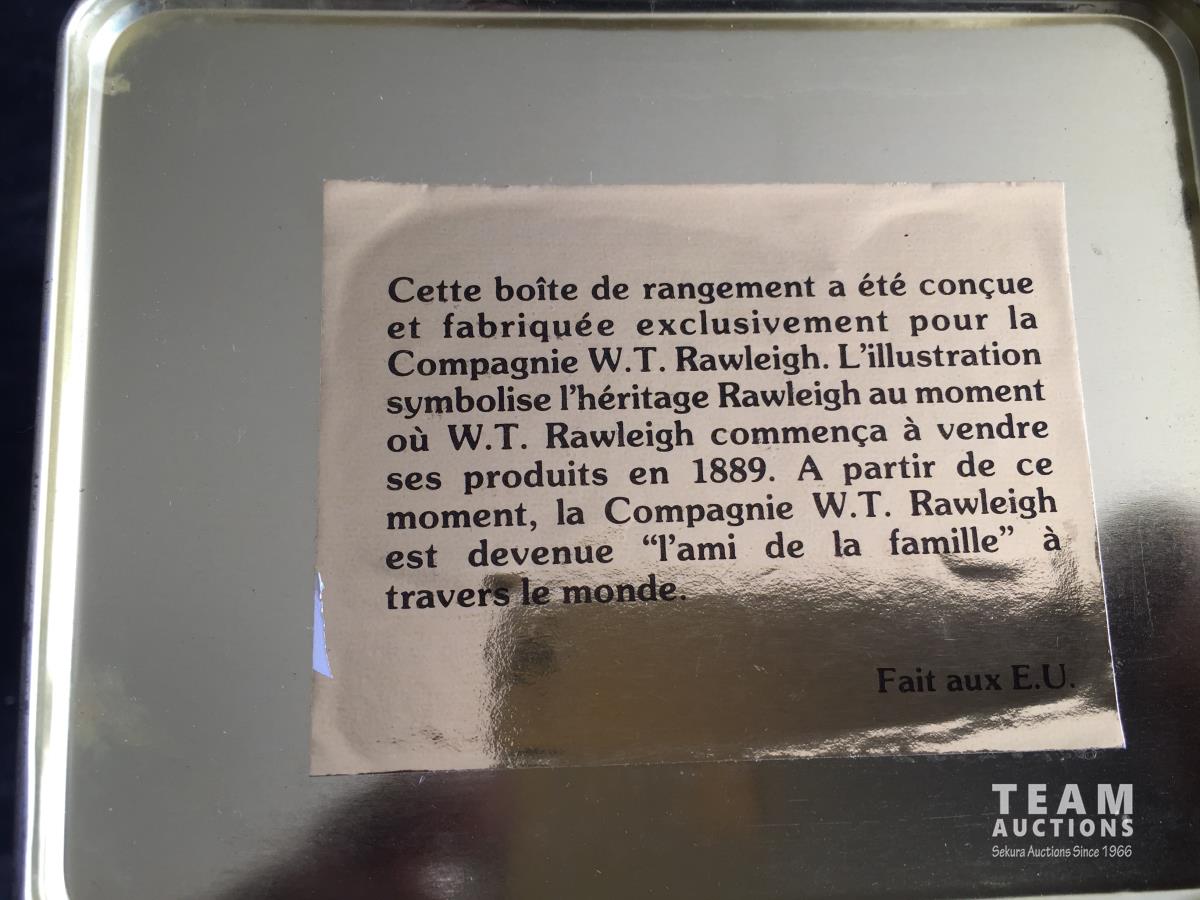 Cette boîte de rangement a été conçue
et fabriquée exclusivement pour la
Compagnie W.T. Rawleigh. L'illustration
symbolise l'héritage Rawleigh au moment
où W.T. Rawleigh commença à vendre
ses produits en 1889. A partir de ce
moment, la Compagnie W.T. Rawleigh
est devenue “l'ami de la famille” à
travers le monde.
Fait aux E.U.
TEAM
AUCTIONS
Sekura Auctions Since 1966